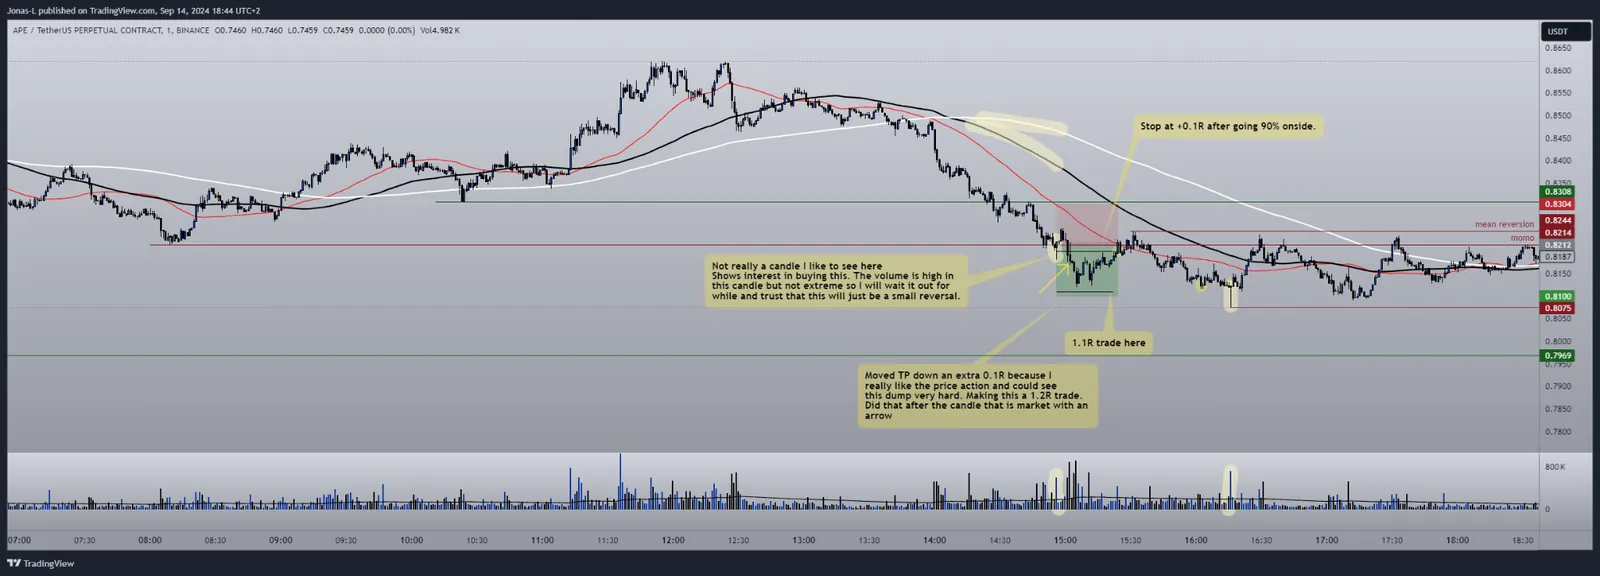 Jonas-L published on TradingView.com, Sep 14, 2024 18:44 UTC+2
APE / TetherUS PERPETUAL CONTRACT, 1, BINANCE O0.7460 H0.7460 L0.7459 C0.7459 0.0000 (0.00%) Vol4.982 K
USDT
0.8650
0.8600
0.8550
0.8500
Stop at +0.1R after going 90% onside.
0.8450
0.8400
0.8350
0.8308
0.8304
0.8244
mean reversion
0.8214
momo
0.8212
0.8187
Not really a candle I like to see here
Shows interest in buying this. The volume is high in
this candle but not extreme so I will wait it out for
while and trust that this will just be a small reversal.
0.8150
0.8100
0.8075
0.8050
1.1R trade here
0.8000
0.7969
0.7950
Moved TP down an extra 0.1R because I
really like the price action and could see
this dump very hard. Making this a 1.2R trade.
Did that after the candle that is market with an
arrow
0.7900
0.7850
0.7800
800 K
0
07:00 07:30 08:00 08:30 09:00 09:30 10:00 10:30 11:00 11:30 12:00 12:30 13:00 13:30 14:00 14:30 15:00 15:30 16:00 16:30 17:00 17:30 18:00 18:30
TradingView